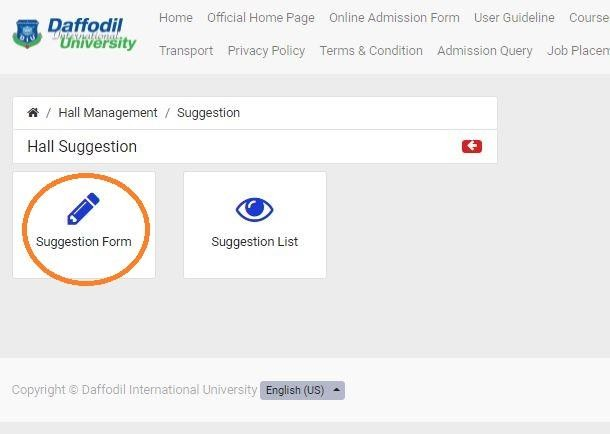 Daffodil
International
University
Home Official Home Page Online Admission Form User Guideline Course
Transport Privacy Policy Terms & Condition Admission Query Job Placem
/ Hall Management / Suggestion
Hall Suggestion
Suggestion Form
Suggestion List
Copyright © Daffodil International University English (US)